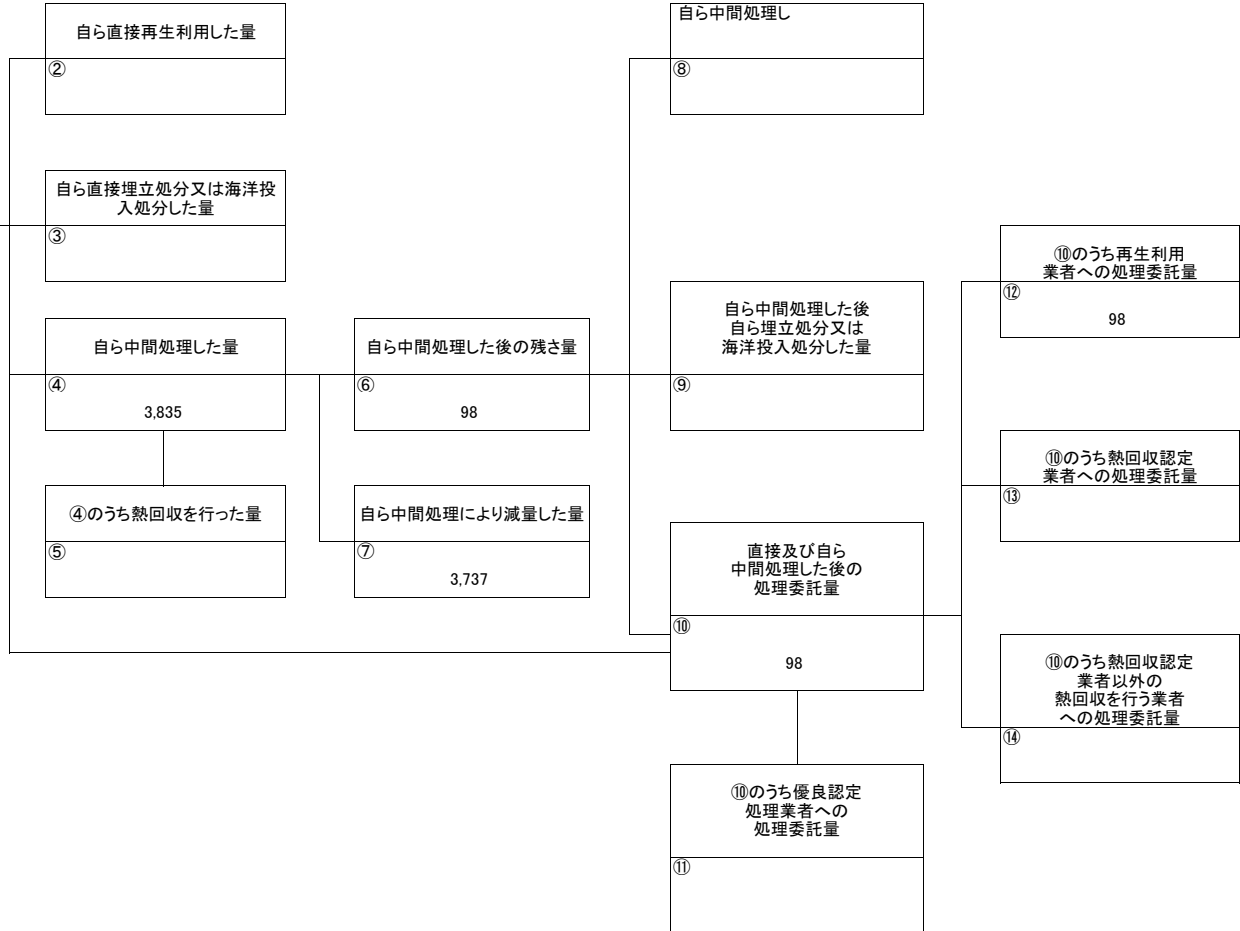 自ら直接再生利用した量
②
自ら直接埋立処分又は海洋投
入処分した量
③
自ら中間処理した量
④
3,835
④のうち熱回収を行った量
⑤
自ら中間処理した後の残さ量
⑥
98
自ら中間処理により減量した量
⑦
3,737
自ら中間処理し
⑧
自ら中間処理した後
自ら埋立処分又は
海洋投入処分した量
⑨
直接及び自ら
中間処理した後の
処理委託量
⑩
98
⑩のうち優良認定
処理業者への
処理委託量
⑪
⑩のうち再生利用
業者への処理委託量
⑫
98
⑩のうち熱回収認定
業者への処理委託量
⑬
⑩のうち熱回収認定
業者以外の
熱回収を行う業者
への処理委託量
⑭